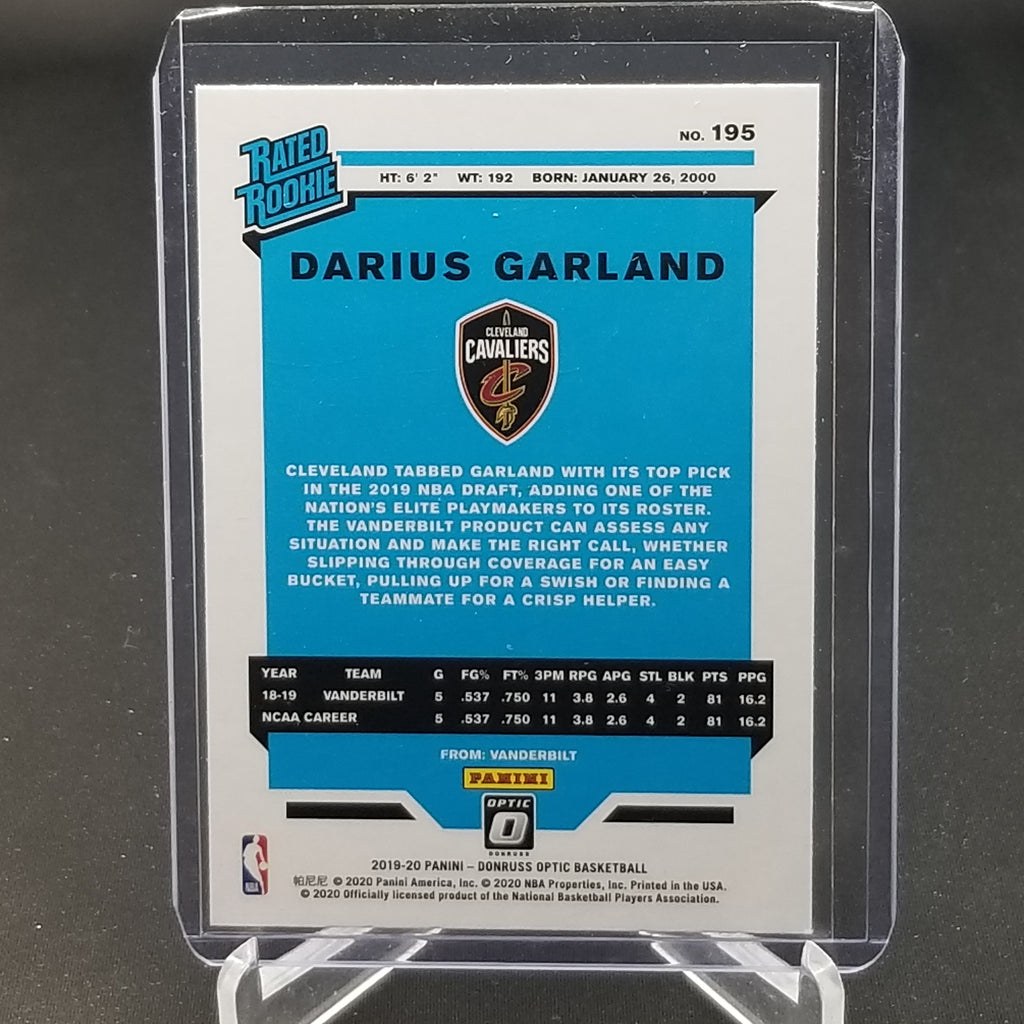 RATED
ROOKIE
NO. 195
HT: 6' 2" WT: 192 BORN: JANUARY 26, 2000
DARIUS GARLAND
CLEVELAND
CAVALIERS
C
CLEVELAND TABBED GARLAND WITH ITS TOP PICK
IN THE 2019 NBA DRAFT, ADDING ONE OF THE
NATION'S ELITE PLAYMAKERS TO ITS ROSTER.
THE VANDERBILT PRODUCT CAN ASSESS ANY
SITUATION AND MAKE THE RIGHT CALL, WHETHER
SLIPPING THROUGH COVERAGE FOR AN EASY
BUCKET, PULLING UP FOR A SWISH OR FINDING A
TEAMMATE FOR A CRISP HELPER.
YEAR TEAM G FG% FT% 3PM RPG APG STL BLK PTS PPG
18-19 VANDERBILT 5 .537 .750 11 3.8 2.6 4 2 81 16.2
NCAA CAREER 5 .537 .750 11 3.8 2.6 4 2 81 16.2
FROM: VANDERBILT
PANINI
OPTIC
O
DONRUSS
NBA
2019-20 PANINI – DONRUSS OPTIC BASKETBALL
帕尼尼 © 2020 Panini America, Inc. © 2020 NBA Properties, Inc. Printed in the USA.
© 2020 Officially licensed product of the National Basketball Players Association.